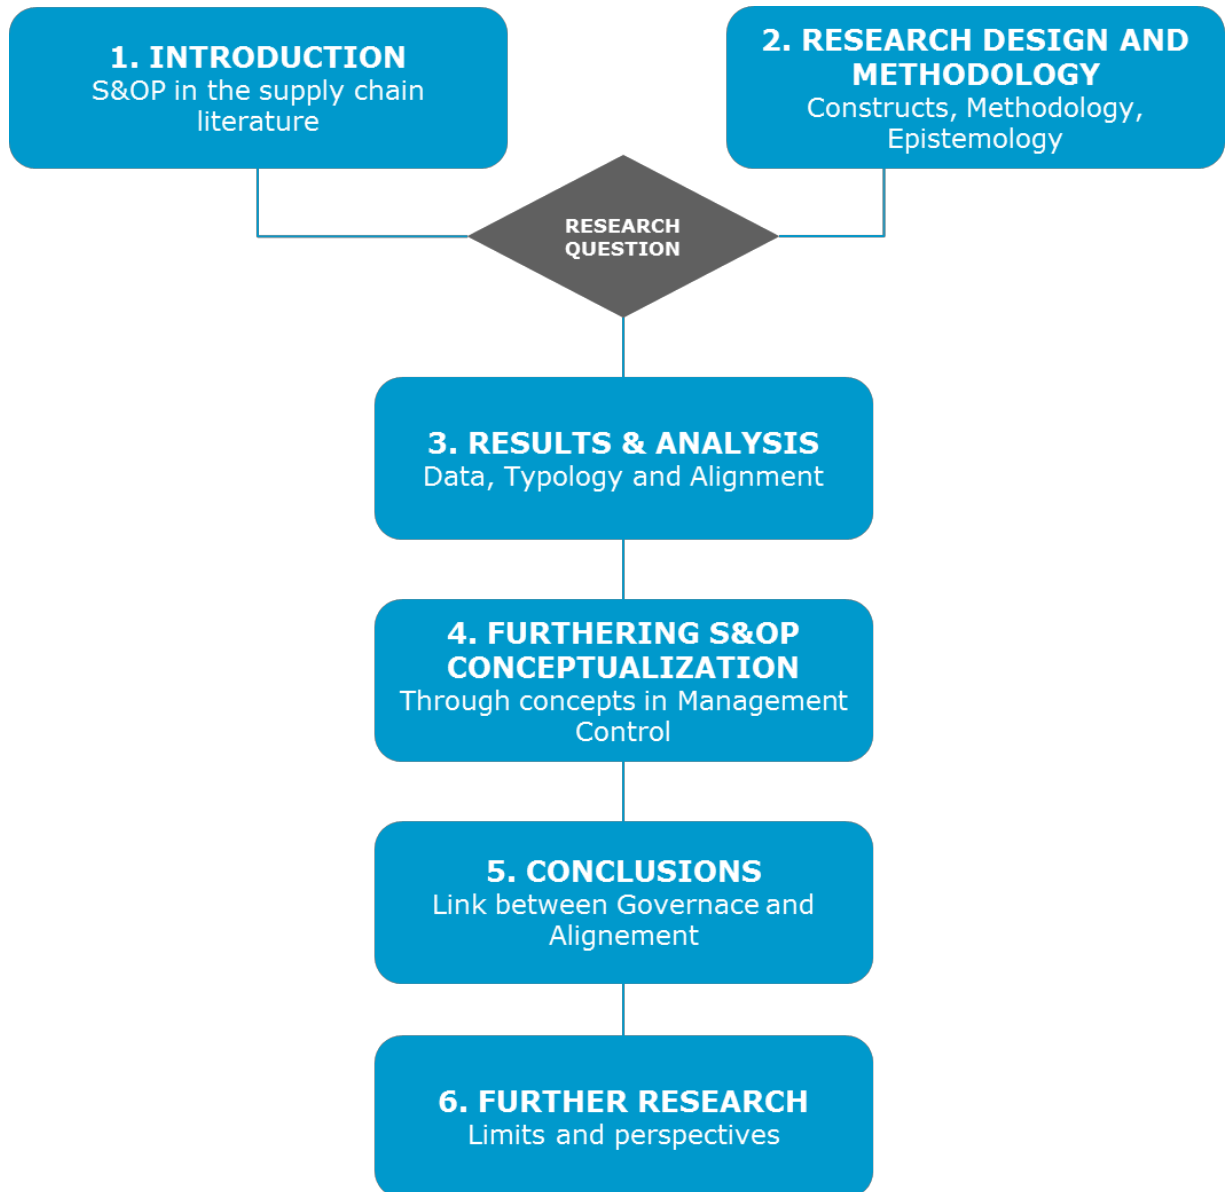 1. INTRODUCTION
S&OP in the supply chain
literature
2. RESEARCH DESIGN AND
METHODOLOGY
Constructs, Methodology,
Epistemology
RESEARCH
QUESTION
3. RESULTS & ANALYSIS
Data, Typology and Alignment
4. FURTHERING S&OP
CONCEPTUALIZATION
Through concepts in Management
Control
5. CONCLUSIONS
Link between Governace and
Alignement
6. FURTHER RESEARCH
Limits and perspectives